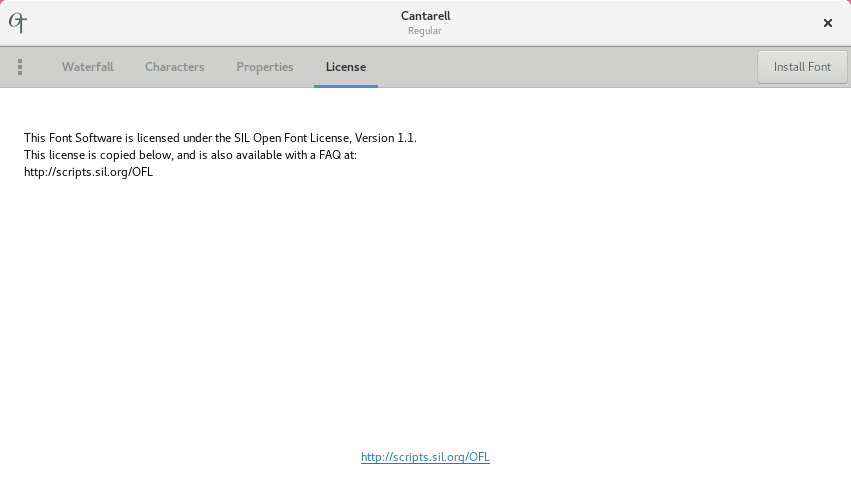 Cantarell
Regular
Waterfall Characters Properties License Install Font
This Font Software is licensed under the SIL Open Font License, Version 1.1.
This license is copied below, and is also available with a FAQ at:
http://scripts.sil.org/OFL
http://scripts.sil.org/OFL